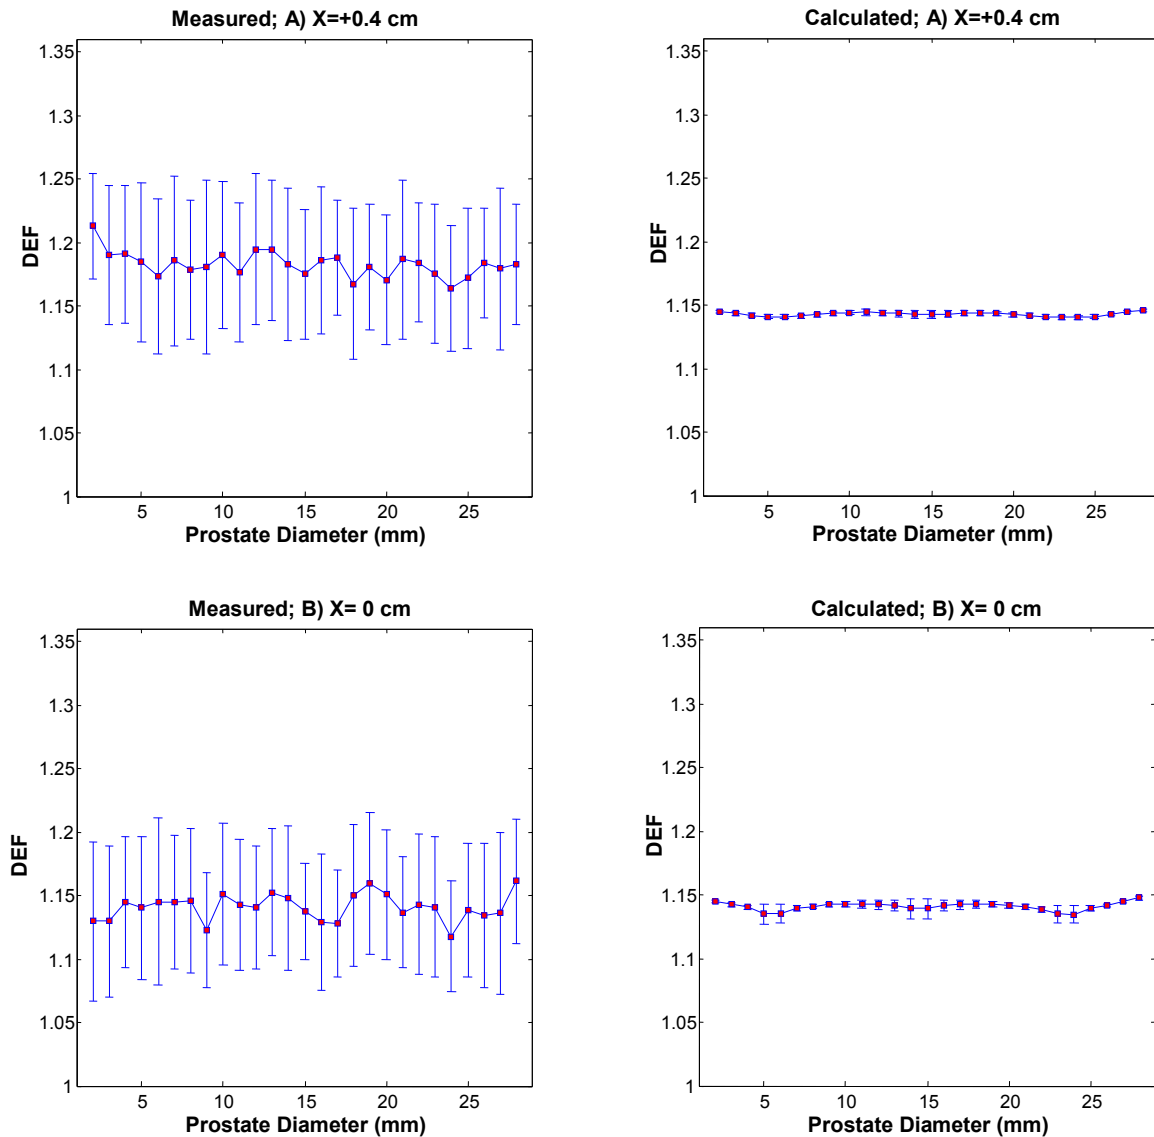 Measured; A) X=+0.4 cm
1.35
1.3
1.25
1.2
1.15
1.1
1.05
1
DEF
5 10 15 20 25
Prostate Diameter (mm)
Calculated; A) X=+0.4 cm
1.35
1.3
1.25
1.2
1.15
1.1
1.05
1
DEF
5 10 15 20 25
Prostate Diameter (mm)
Measured; B) X= 0 cm
1.35
1.3
1.25
1.2
1.15
1.1
1.05
1
DEF
5 10 15 20 25
Prostate Diameter (mm)
Calculated; B) X= 0 cm
1.35
1.3
1.25
1.2
1.15
1.1
1.05
1
DEF
5 10 15 20 25
Prostate Diameter (mm)